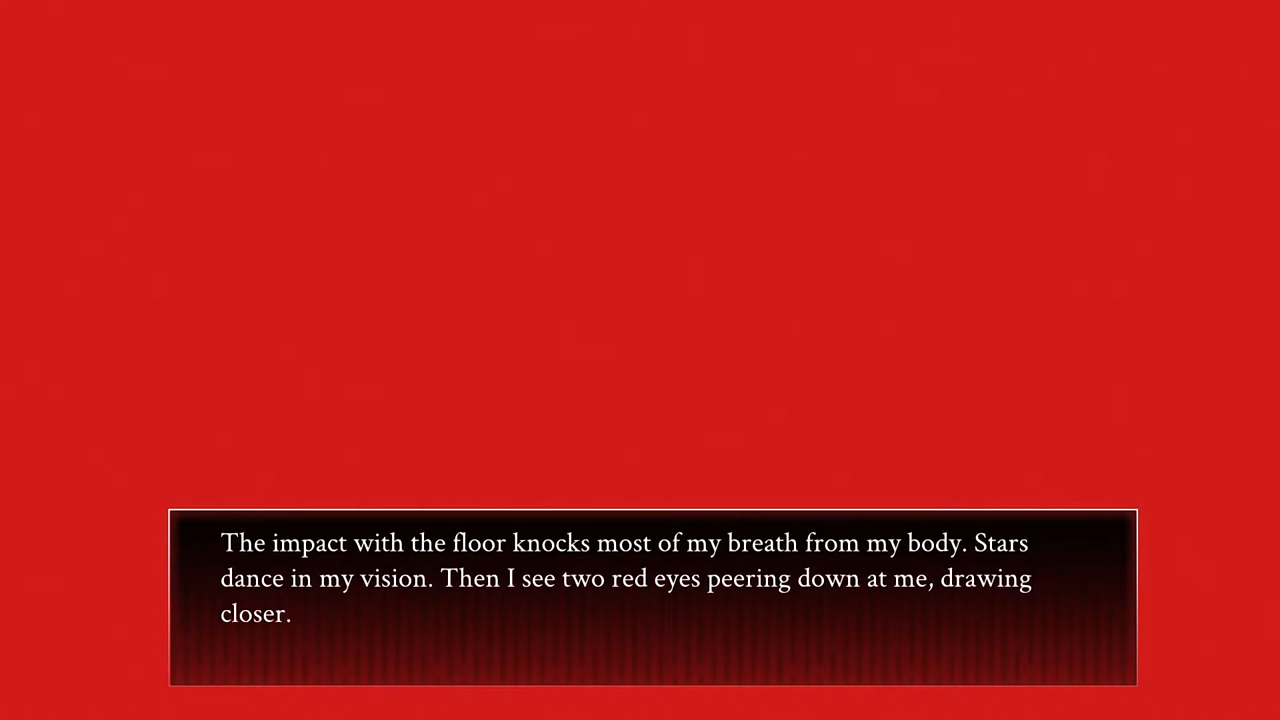 The impact with the floor knocks most of my breath from my body. Stars
dance in my vision. Then I see two red eyes peering down at me, drawing
closer.